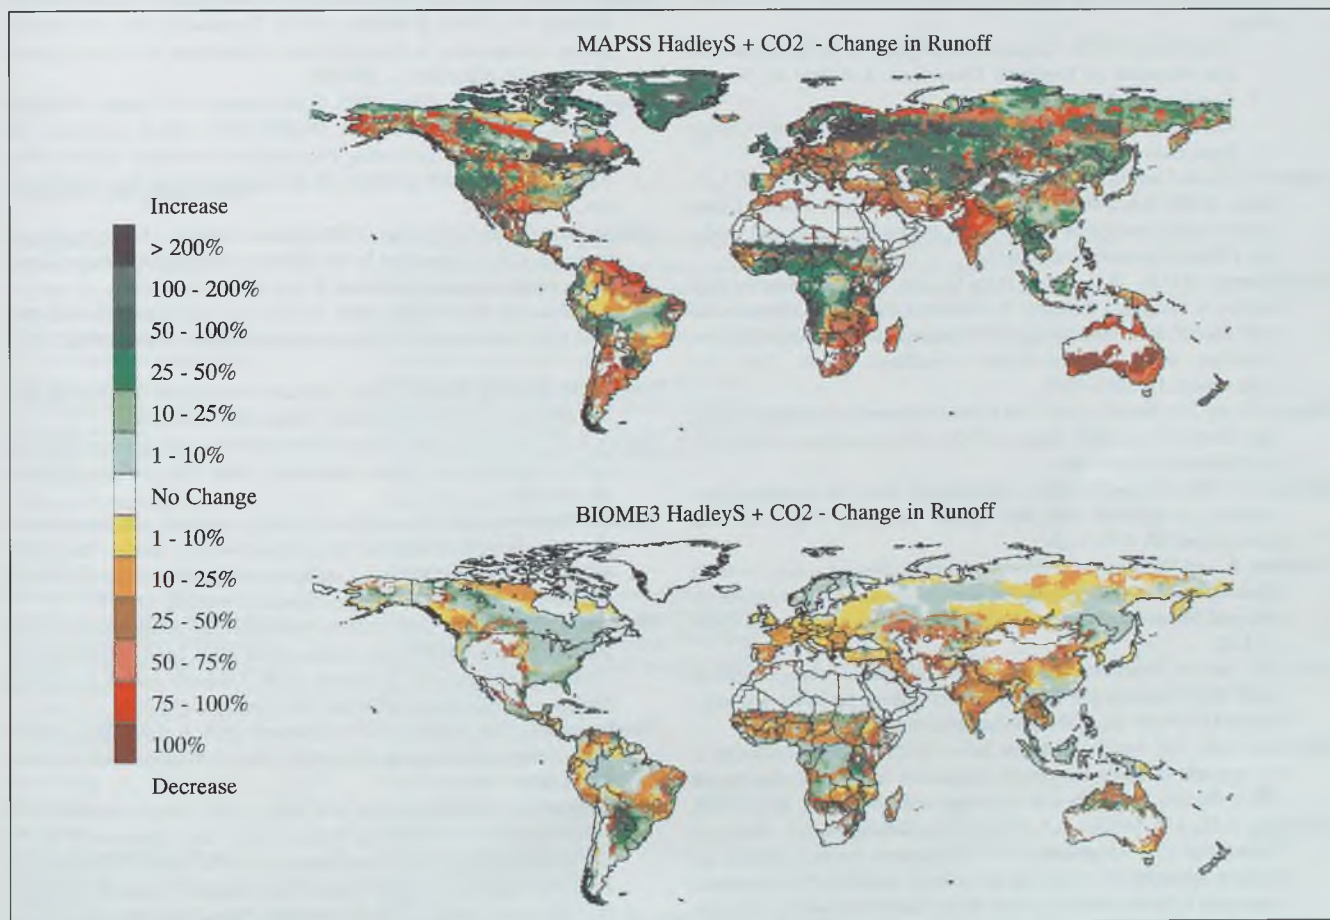 MAPSS HadleyS + CO2 - Change in Runoff
Increase
> 200%
100 - 200%
50 - 100%
25 - 50%
10 - 25%
1 - 10%
No Change
1 - 10%
10 - 25%
25 - 50%
50 - 75%
75 - 100%
100%
Decrease
BIOME3 HadleyS + CO2 - Change in Runoff